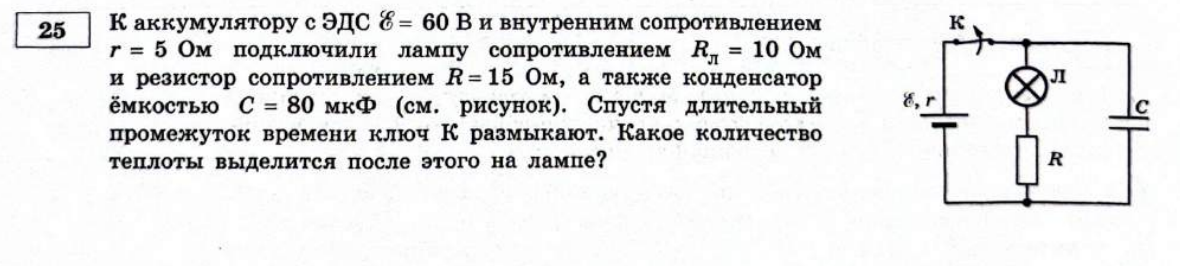 25
К аккумулятору с ЭДС ℰ = 60 В и внутренним сопротивлением
r = 5 Ом подключили лампу сопротивлением Rл = 10 Ом
и резистор сопротивлением R = 15 Ом, а также конденсатор
ёмкостью C = 80 мкФ (см. рисунок). Спустя длительный
промежуток времени ключ К размыкают. Какое количество
теплоты выделится после этого на лампе?
К
Л
ℰ, r
C
R